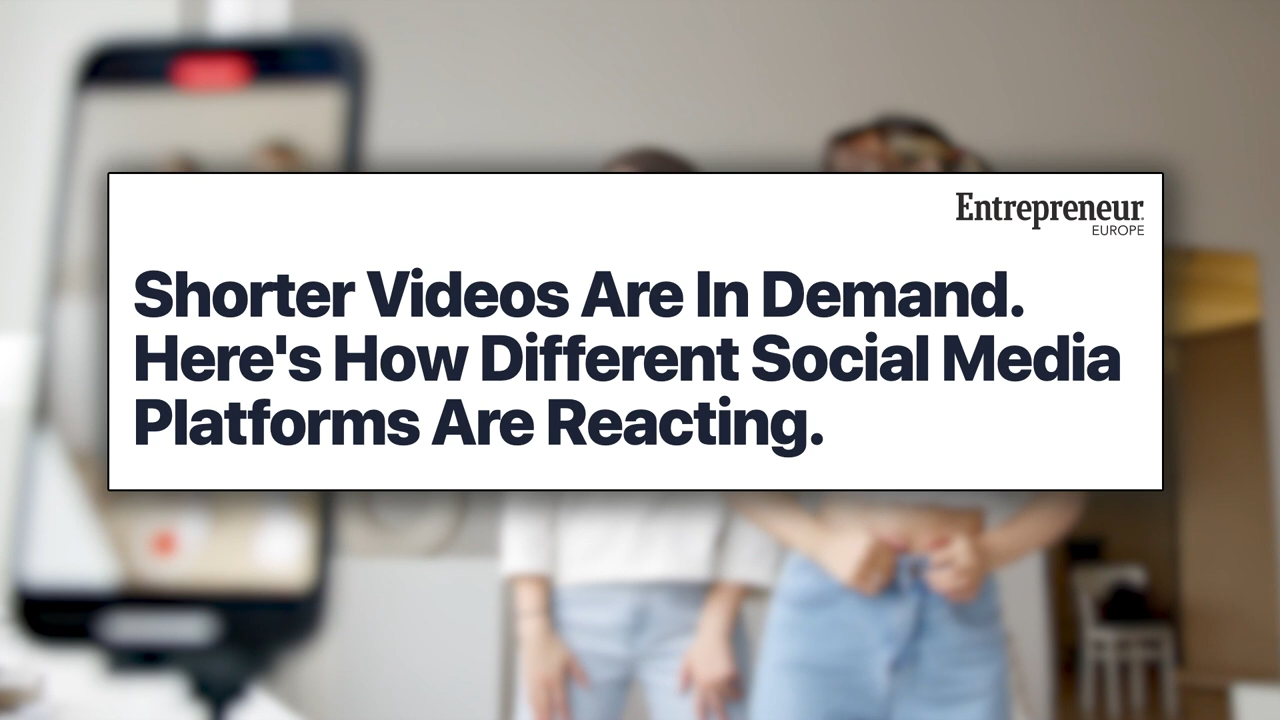 Entrepreneur
EUROPE
Shorter Videos Are In Demand.
Here's How Different Social Media
Platforms Are Reacting.